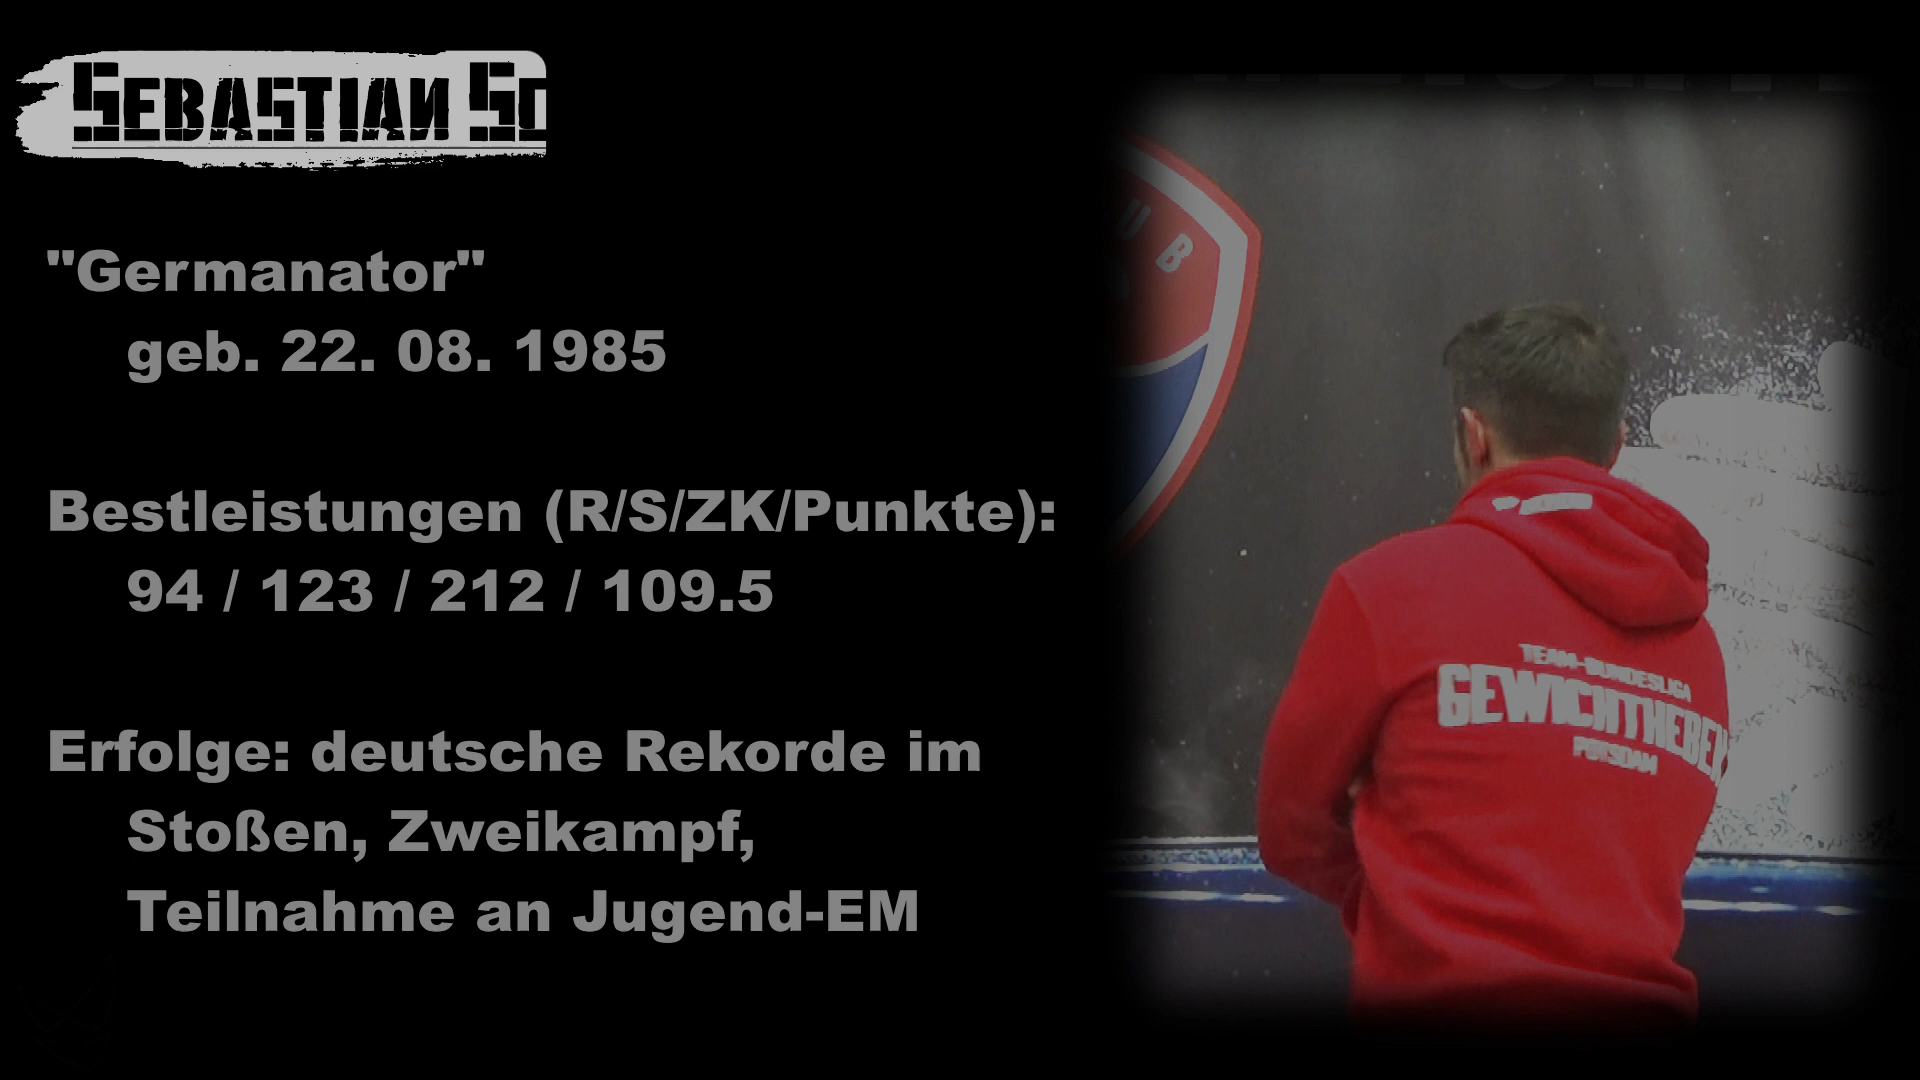 SEBASTIAN
"Germanator"
geb. 22. 08. 1985
Bestleistungen (R/S/ZK/Punkte):
94 / 123 / 212 / 109.5
Erfolge: deutsche Rekorde im
Stoßen, Zweikampf,
Teilnahme an Jugend-EM
UB
TEAM-BUNDESLIGA
GEWICHTHEBEN
POTSDAM